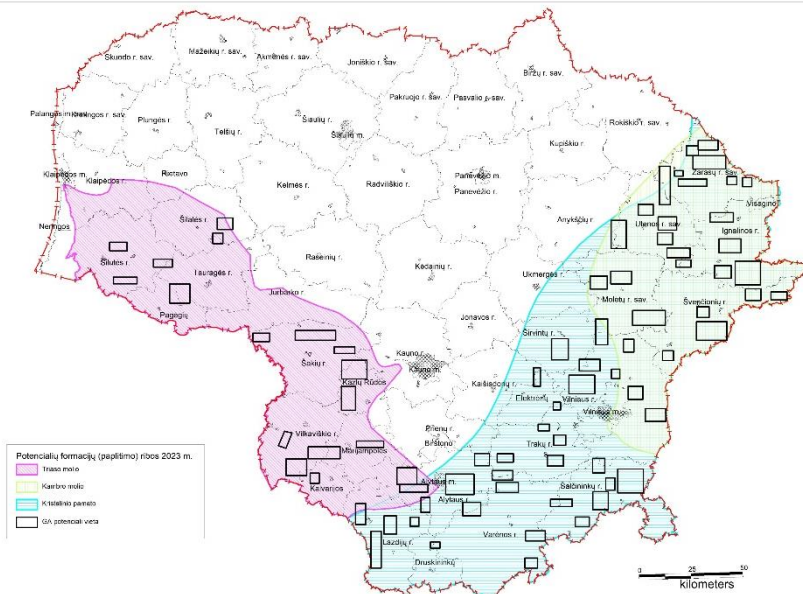 Skuodo r. sav.
Mažeikių r. sav.
Akmenės r. sav.
Joniškio r. sav.
Biržų r. sav.
Pakruojo r. sav.
Pasvalio r. sav.
Rokiškio r. sav.
Plungės r.
Telšių r.
Šiaulių r.
Šiaulių m.
Kupiškio r.
Zarasų r. sav.
Klaipėdos m.
Klaipėdos r.
Rietavo
Kelmės r.
Radviliškio r.
Panevėžio m.
Panevėžio r.
Visagino
Neringos
Šilalės r.
Anykščių r.
Utenos r. sav.
Ignalinos r.
Šilutės r.
Tauragės r.
Raseinių r.
Kėdainių r.
Ukmergės r.
Pagėgių
Jurbarko r.
Jonavos r.
Molėtų r. sav.
Švenčionių r.
Širvintų r.
Šakių r.
Kauno r.
Kauno m.
Kazlų Rūdos
Kaišiadorių r.
Elektrėnų
Vilniaus r.
Vilniaus m.
Vilkaviškio r.
Marijampolės
Prienų r.
Birštono
Trakų r.
Kalvarijos
Alytaus m.
Alytaus r.
Šalčininkų r.
Lazdijų r.
Varėnos r.
Druskininkų
Potencialių formacijų (paplitimo) ribos 2023 m.
Triaso molio
Kambro molio
Kristalinio pamato
GA potenciali vieta
0 25 50
kilometers